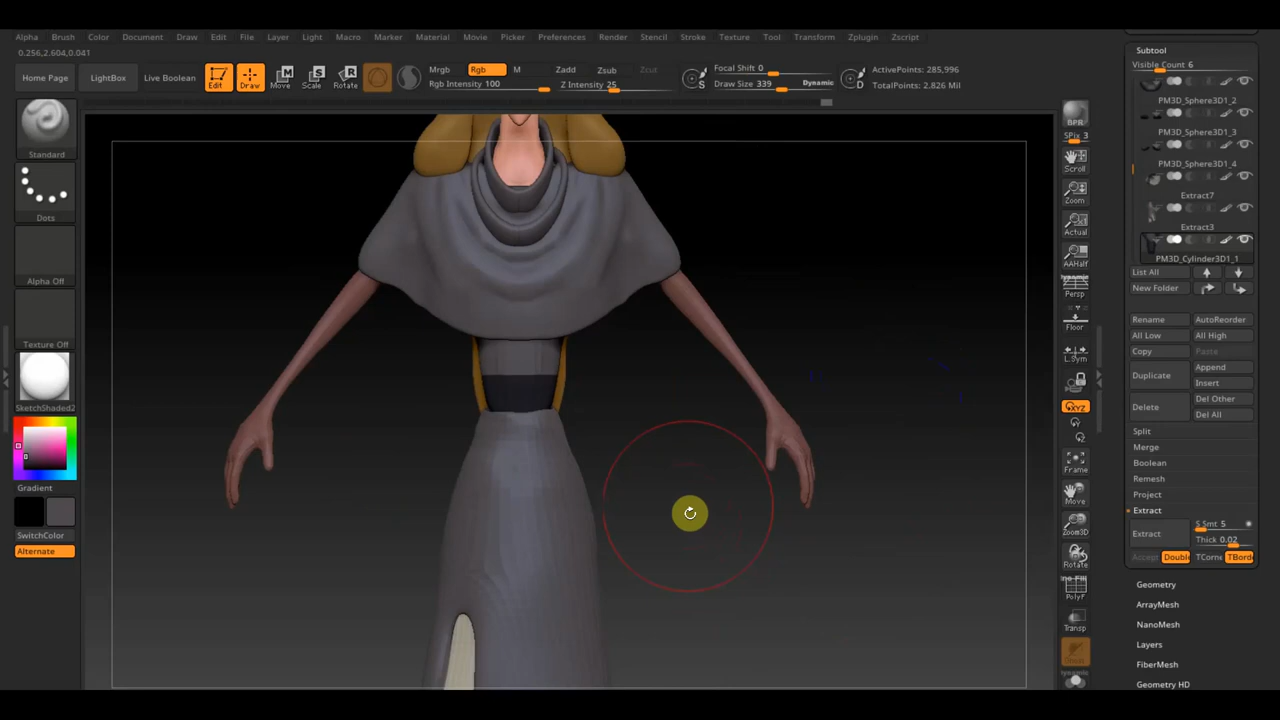 Alpha Brush Color Document Draw Edit File Layer Light Macro Marker Material Movie Picker Preferences Render Stencil Stroke Texture Tool Transform Zplugin Zscript
0.256,2.604,0.041
Home Page LightBox Live Boolean Edit Draw Move Scale Rotate
Mrgb Rgb M Zadd Zsub Zcut
Rgb Intensity 100 Z Intensity 25
S Focal Shift 0
Draw Size 339 Dynamic D
ActivePoints: 285,996
TotalPoints: 2.826 Mil
Standard
Dots
Alpha Off
Texture Off
SketchShaded2
Gradient
SwitchColor
Alternate
BPR
SPix 3
Scroll
Zoom
Actual
AAHalf
Dynamic
Persp
Floor
L.Sym
XYZ
Frame
Move
Zoom3D
Rotate
PolyF
Transp
Dynamic
Subtool
Visible Count 6
PM3D_Sphere3D1_2
PM3D_Sphere3D1_3
PM3D_Sphere3D1_4
Extract7
Extract3
PM3D_Cylinder3D1_1
List All
New Folder
Rename AutoReorder
All Low All High
Copy Paste
Duplicate Append
Insert
Delete Del Other
Del All
Split
Merge
Boolean
Remesh
Project
Extract
Extract S Smt 5
Thick 0.02
Accept Double TCorne TBorde
Geometry
ArrayMesh
NanoMesh
Layers
FiberMesh
Geometry HD